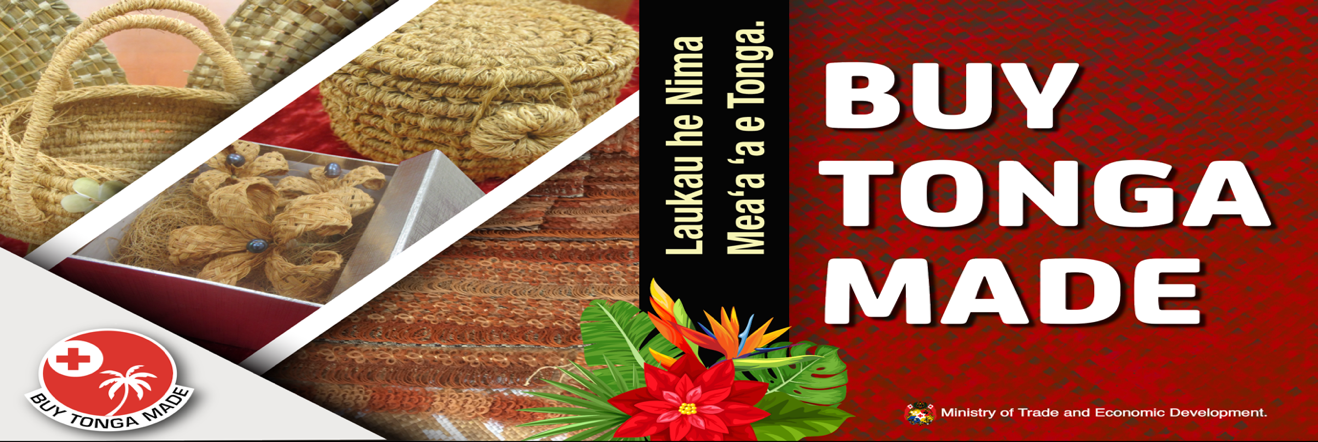 Laukau he Nima
Mea‘a ‘a e Tonga.
BUY
TONGA
MADE
BUY TONGA MADE
Ministry of Trade and Economic Development.